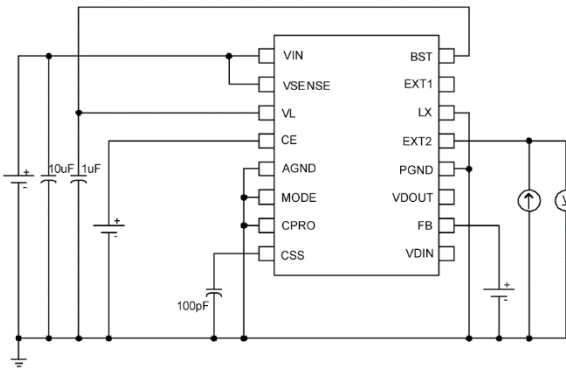 VIN BST
VSENSE EXT1
VL LX
10uF 1uF CE EXT2
AGND PGND
MODE VDOUT
CPRO FB
CSS VDIN
100pF